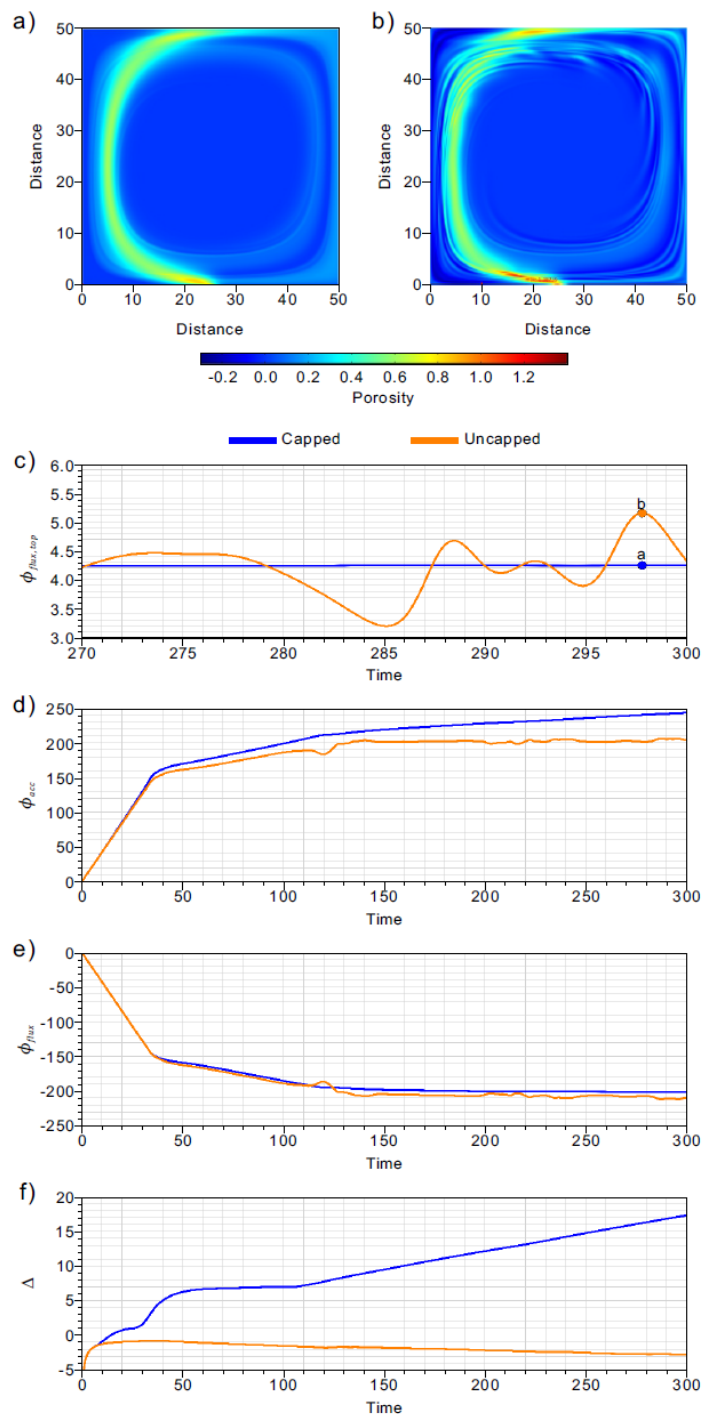 a)
b)
50
40
30
20
10
0
Distance
0 10 20 30 40 50
Distance
50
40
30
20
10
0
Distance
0 10 20 30 40 50
Distance
-0.2 0.0 0.2 0.4 0.6 0.8 1.0 1.2
Porosity
Capped Uncapped
c)
6.0
5.5
5.0
4.5
4.0
3.5
3.0
ϕflux, top
b
a
270 275 280 285 290 295 300
Time
d)
250
200
150
100
50
0
ϕacc
0 50 100 150 200 250 300
Time
e)
0
-50
-100
-150
-200
-250
ϕflux
0 50 100 150 200 250 300
Time
f)
20
15
10
5
0
-5
Δ
0 50 100 150 200 250 300
Time